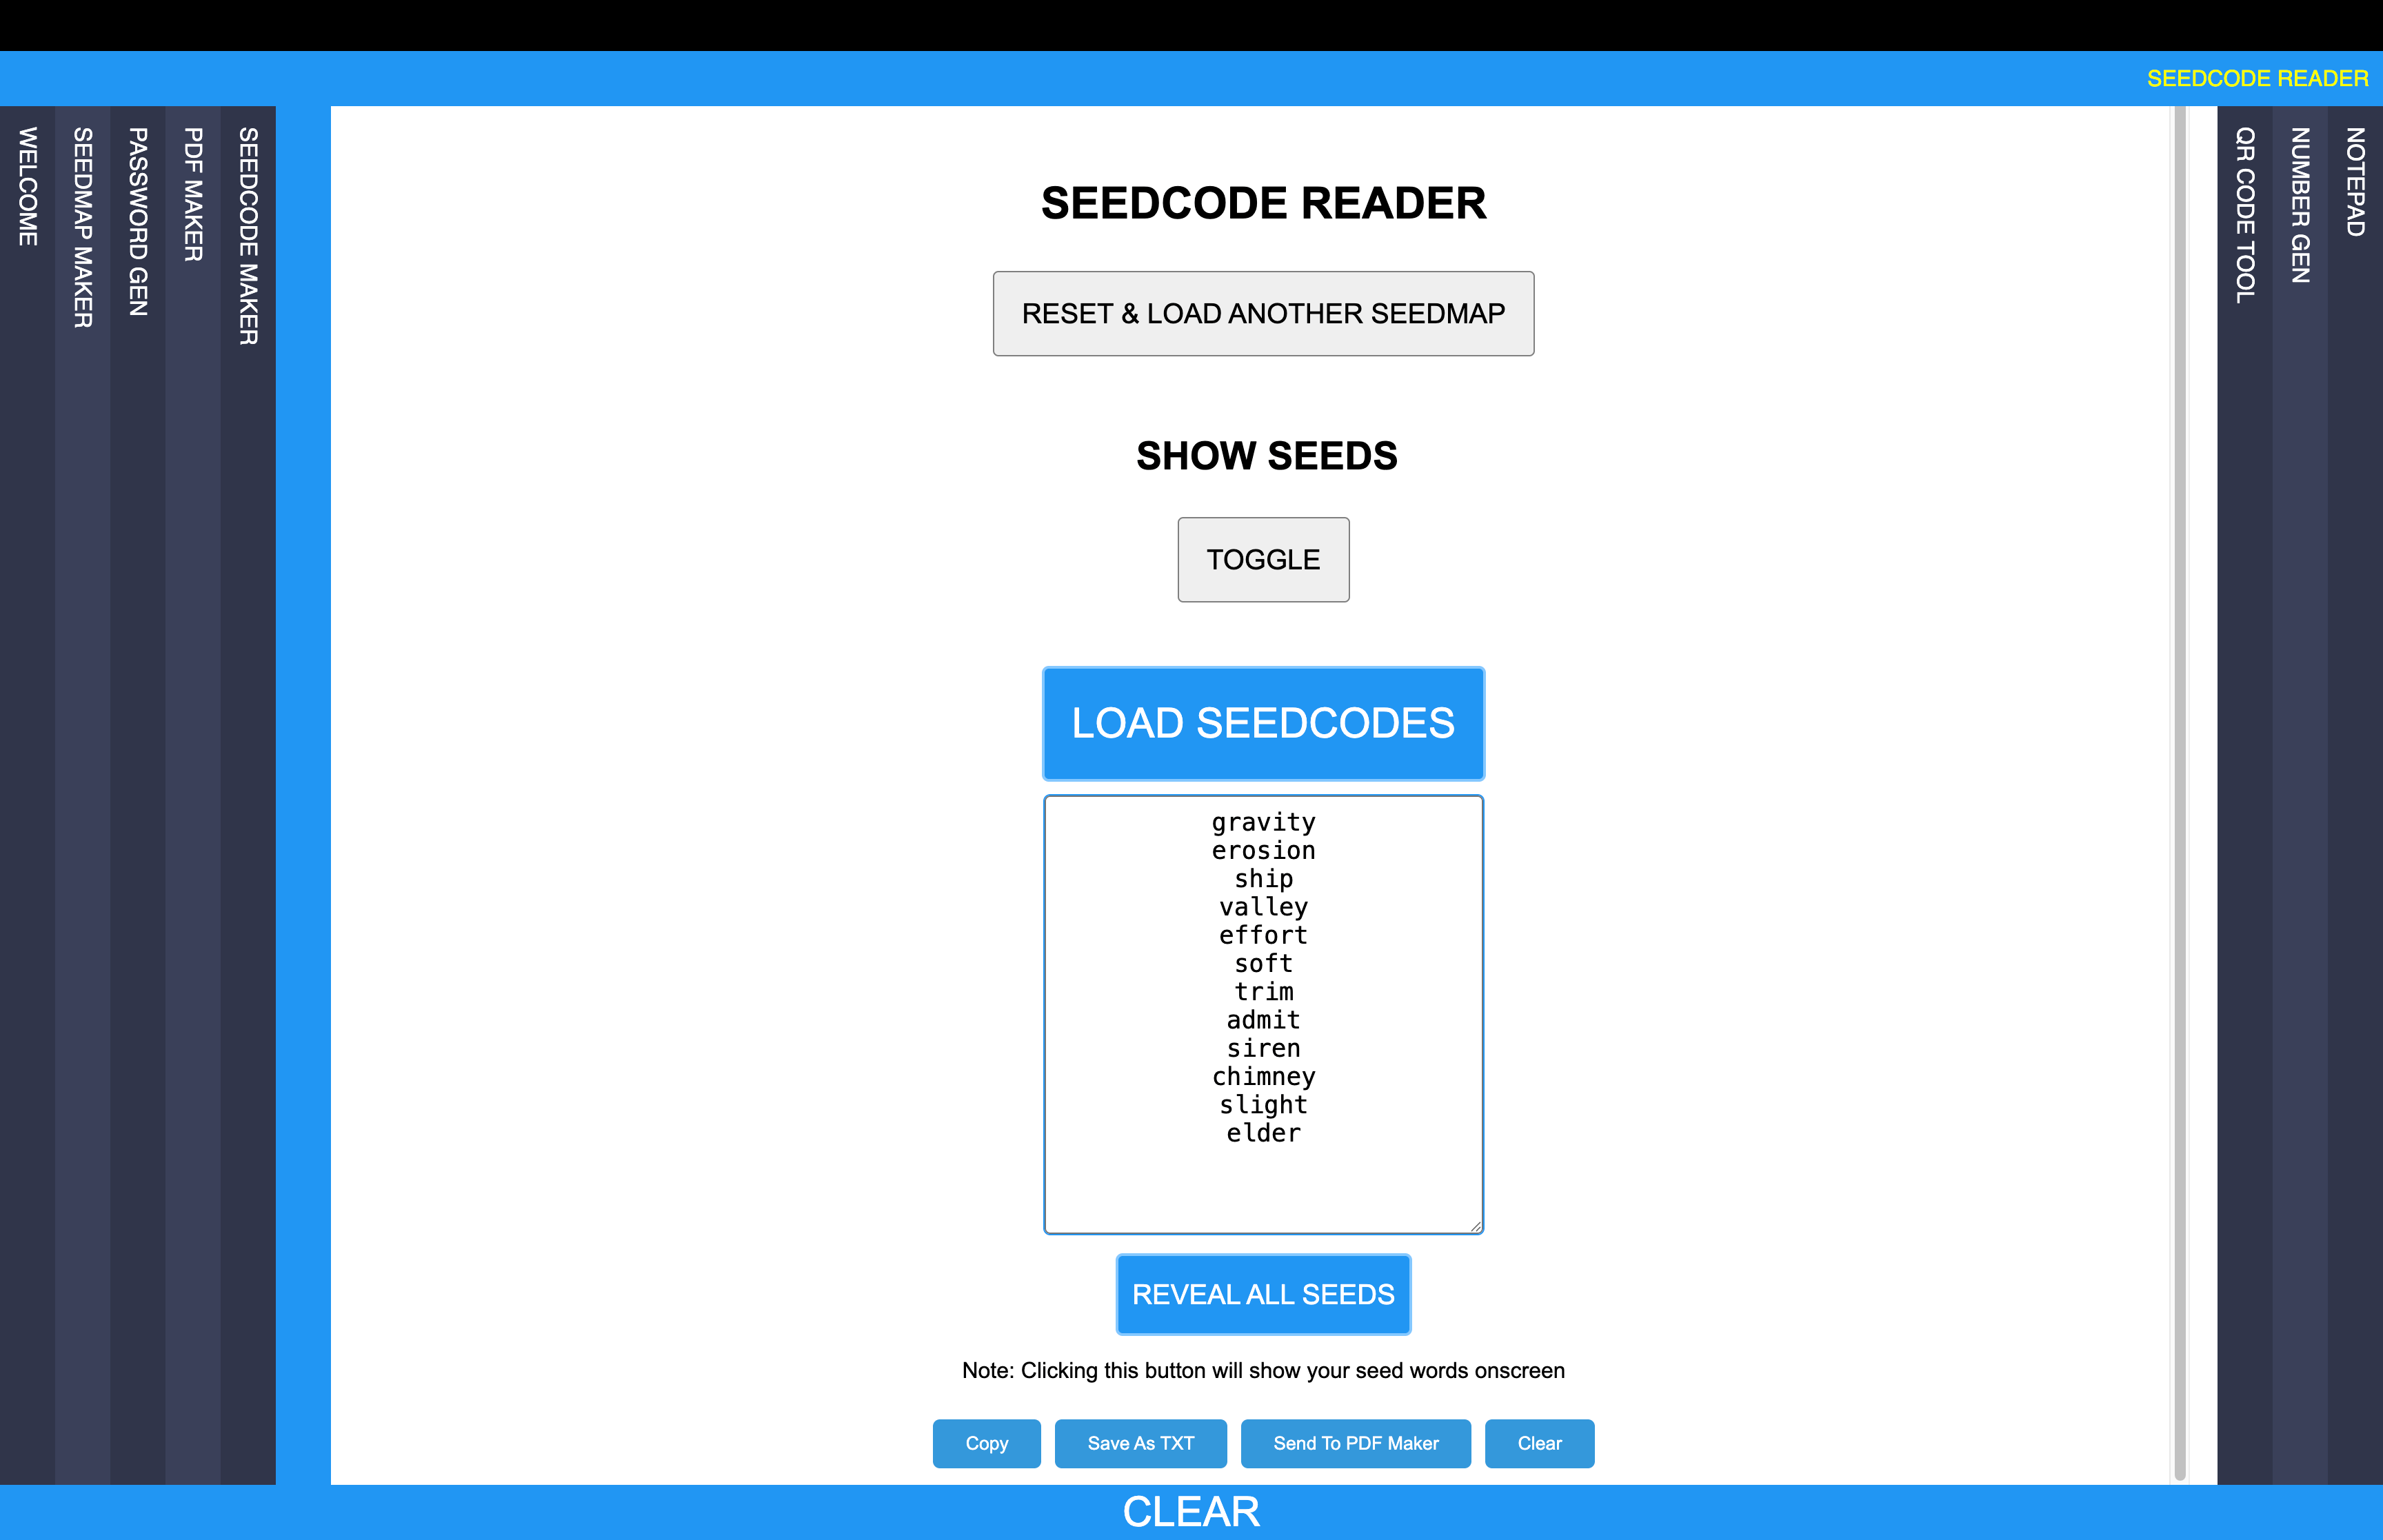 SEEDCODE READER
WELCOME
SEEDMAP MAKER
PASSWORD GEN
PDF MAKER
SEEDCODE MAKER
SEEDCODE READER
RESET & LOAD ANOTHER SEEDMAP
SHOW SEEDS
TOGGLE
LOAD SEEDCODES
gravity
erosion
ship
valley
effort
soft
trim
admit
siren
chimney
slight
elder
REVEAL ALL SEEDS
Note: Clicking this button will show your seed words onscreen
Copy
Save As TXT
Send To PDF Maker
Clear
QR CODE TOOL
NUMBER GEN
NOTEPAD
CLEAR